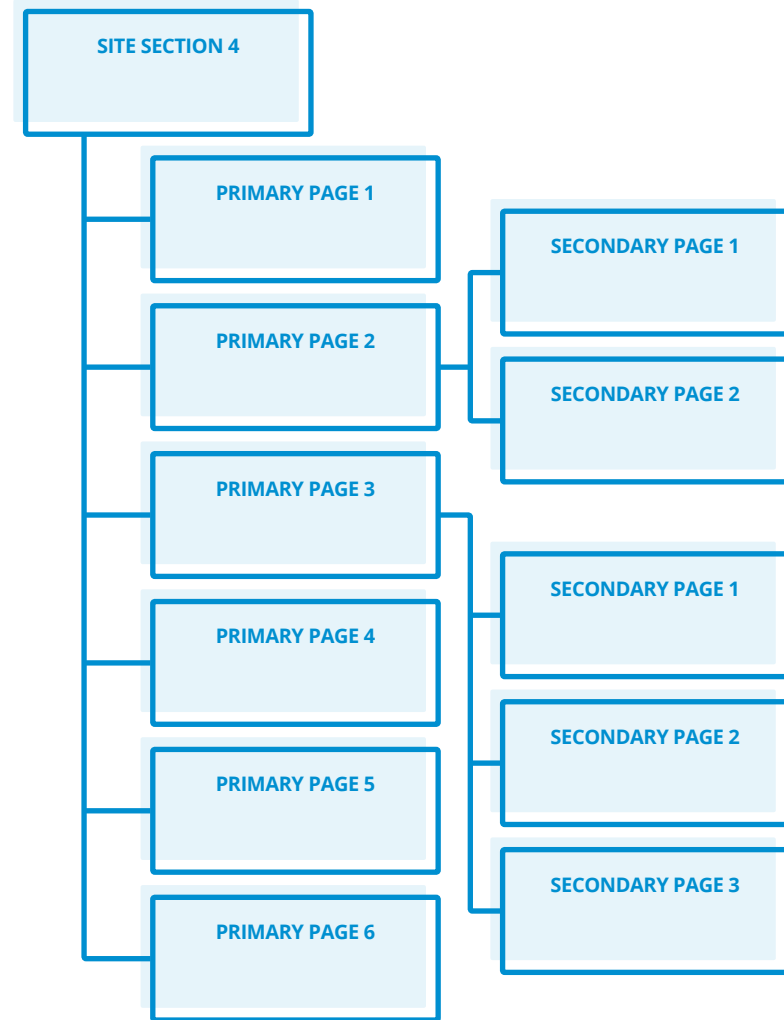 SITE SECTION 4
PRIMARY PAGE 1
SECONDARY PAGE 1
PRIMARY PAGE 2
SECONDARY PAGE 2
PRIMARY PAGE 3
SECONDARY PAGE 1
PRIMARY PAGE 4
SECONDARY PAGE 2
PRIMARY PAGE 5
SECONDARY PAGE 3
PRIMARY PAGE 6